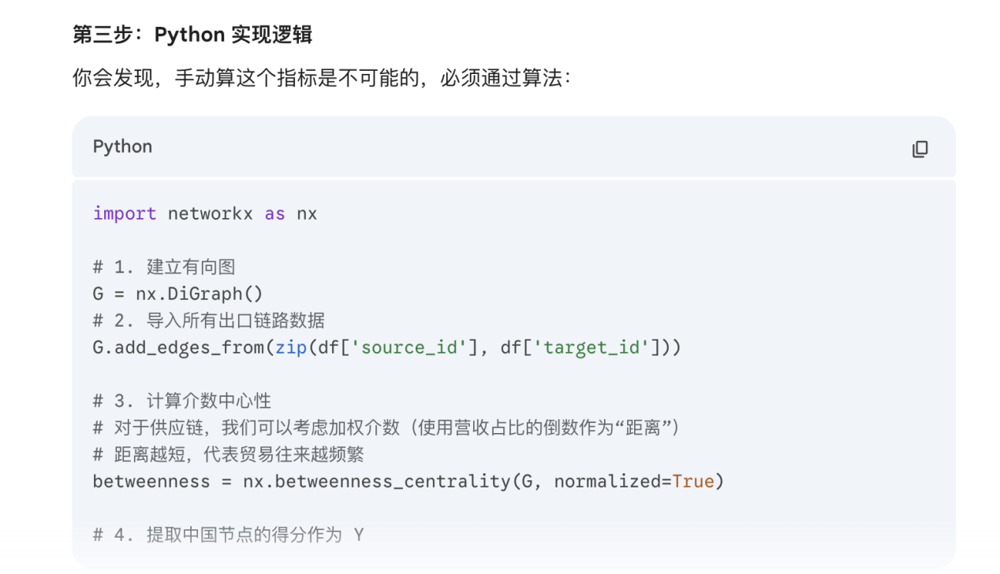 第三步：Python 实现逻辑
你会发现，手动算这个指标是不可能的，必须通过算法：
Python
import networkx as nx
# 1. 建立有向图
G = nx.DiGraph()
# 2. 导入所有出口链路数据
G.add_edges_from(zip(df['source_id'], df['target_id']))
# 3. 计算介数中心性
# 对于供应链，我们可以考虑加权介数（使用营收占比的倒数作为“距离”）
# 距离越短，代表贸易往来越频繁
betweenness = nx.betweenness_centrality(G, normalized=True)
# 4. 提取中国节点的得分作为 Y